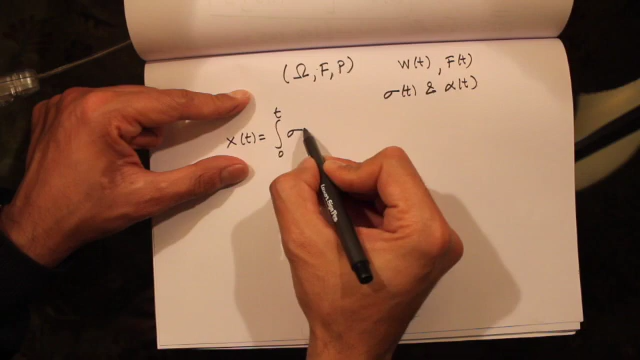 (Ω, F, P) W(t), F(t)
σ(t) & α(t)
X(t) = ∫₀ᵗ σ